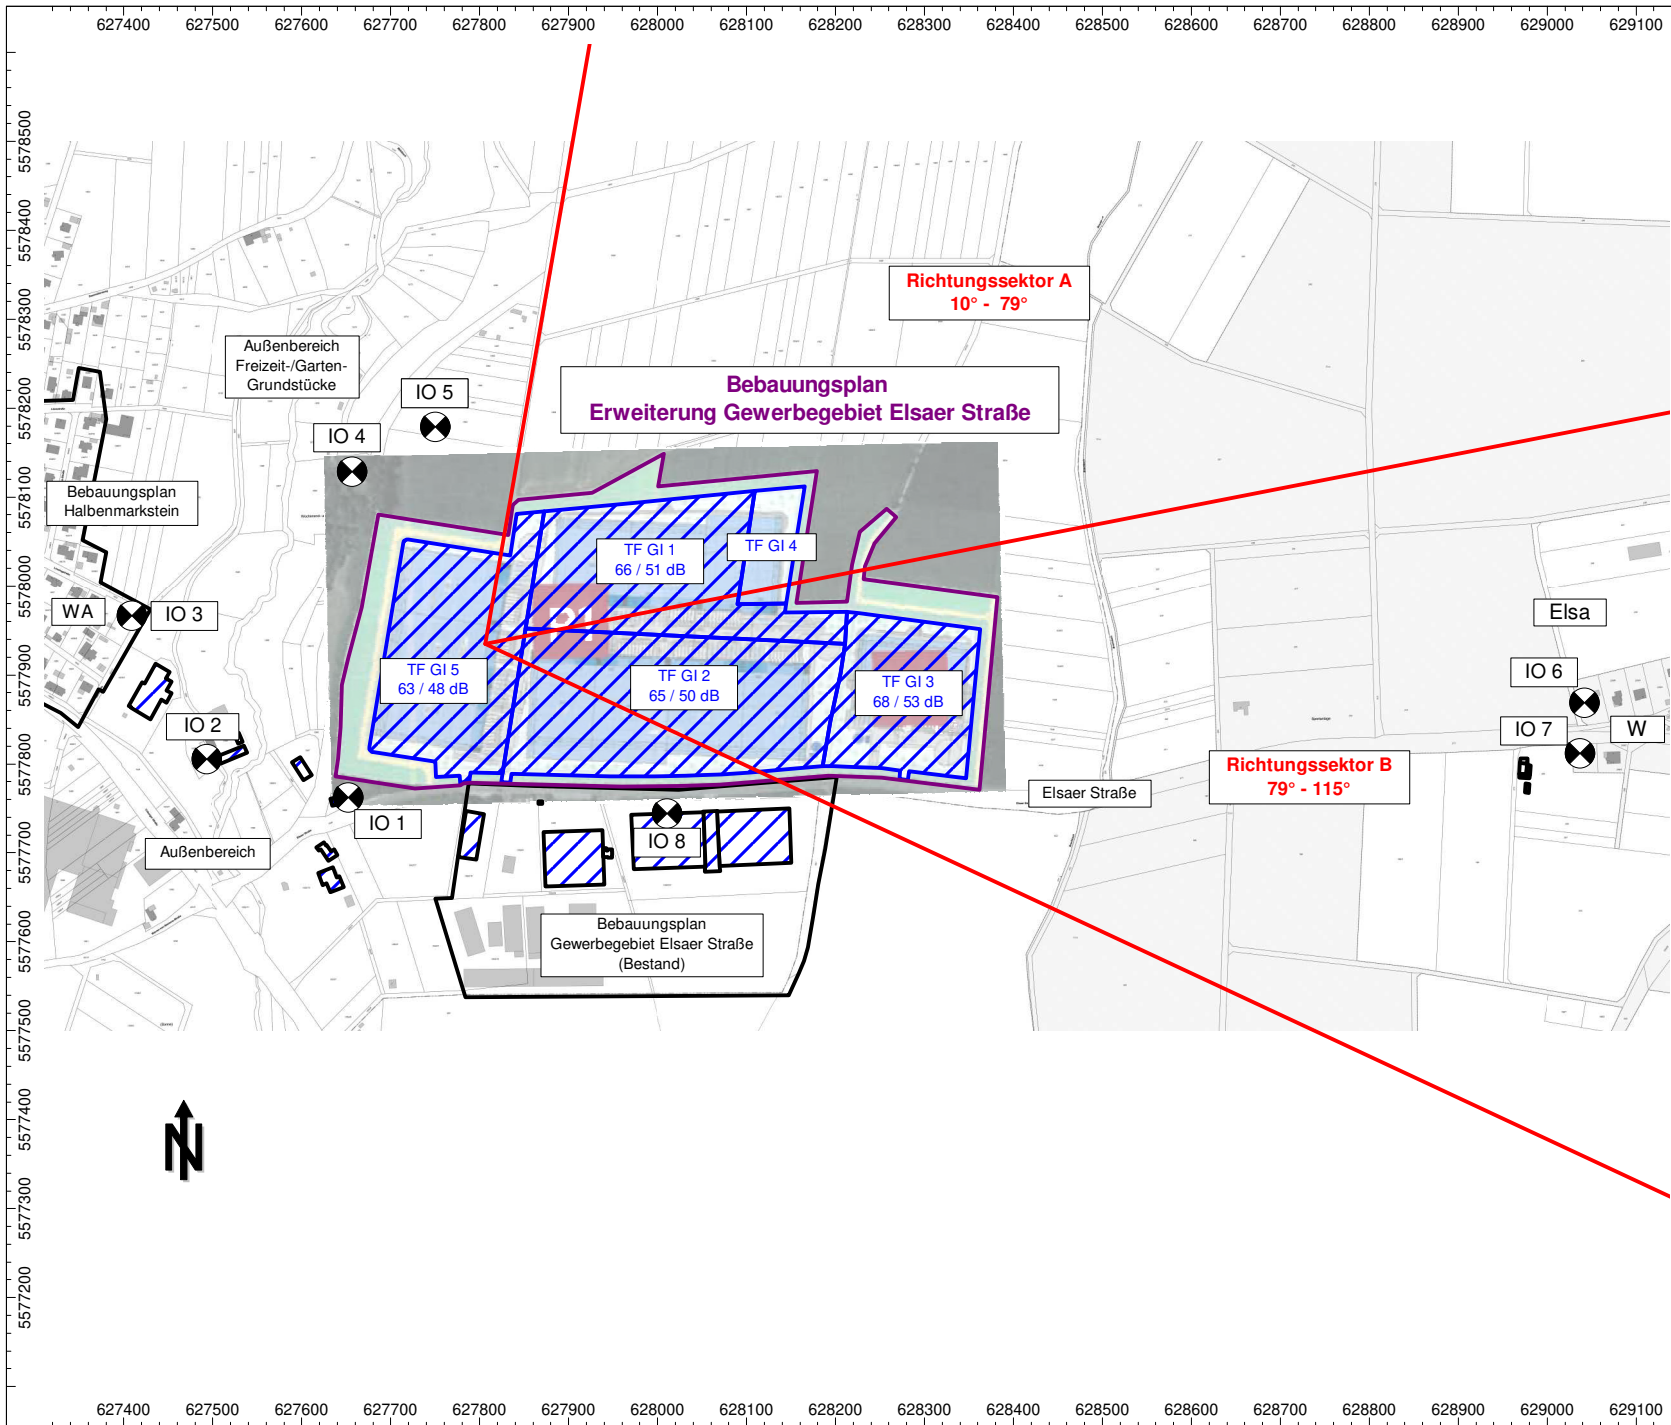 627400 627500 627600 627700 627800 627900 628000 628100 628200 628300 628400 628500 628600 628700 628800 628900 629000 629100
5578500
5578400
5578300
5578200
5578100
5578000
5577900
5577800
5577700
5577600
5577500
5577400
5577300
5577200
Richtungssektor A
10° - 79°
Außenbereich
Freizeit-/Garten-
Grundstücke
Bebauungsplan
Erweiterung Gewerbegebiet Elsaer Straße
IO 5
IO 4
Bebauungsplan
Halbenmarkstein
TF GI 1
66 / 51 dB
TF GI 4
WA
IO 3
Elsa
TF GI 5
63 / 48 dB
TF GI 2
65 / 50 dB
TF GI 3
68 / 53 dB
IO 6
IO 2
IO 7
W
Richtungssektor B
79° - 115°
Elsaer Straße
IO 1
IO 8
Außenbereich
Bebauungsplan
Gewerbegebiet Elsaer Straße
(Bestand)
N
627400 627500 627600 627700 627800 627900 628000 628100 628200 628300 628400 628500 628600 628700 628800 628900 629000 629100